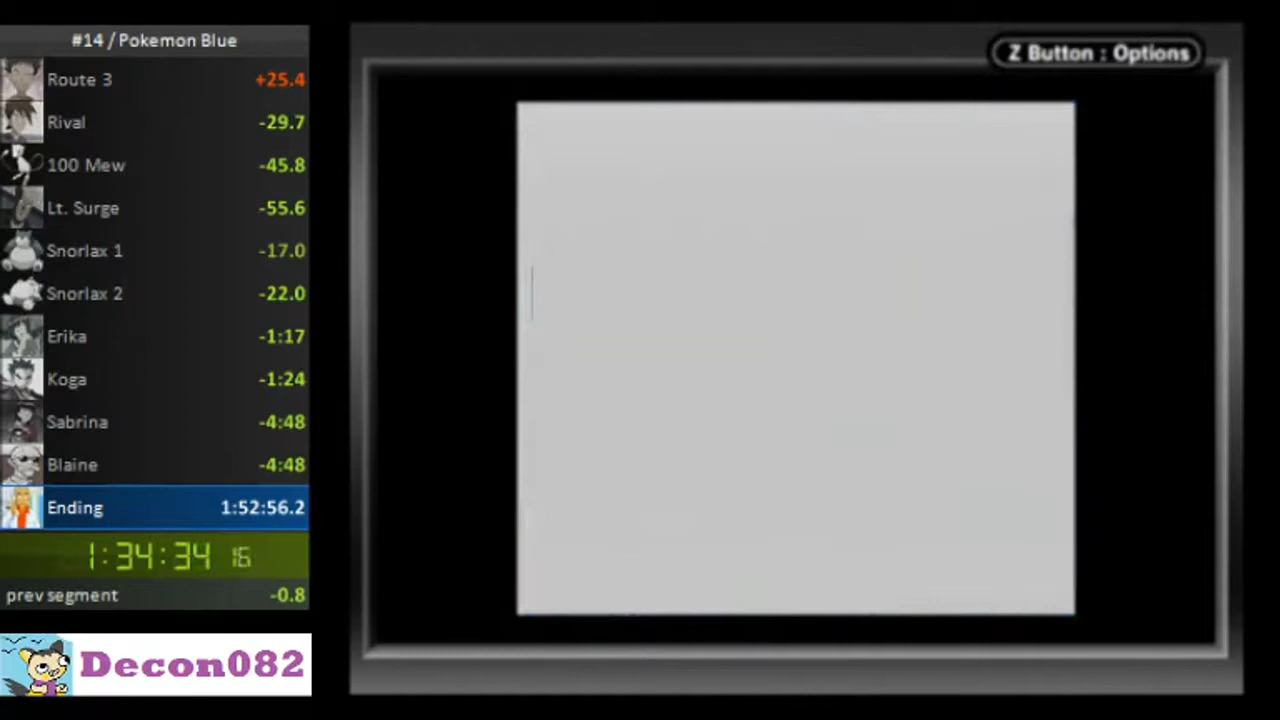 #14 / Pokemon Blue
Route 3 +25.4
Rival -29.7
100 Mew -45.8
Lt. Surge -55.6
Snorlax 1 -17.0
Snorlax 2 -22.0
Erika -1:17
Koga -1:24
Sabrina -4:48
Blaine -4:48
Ending 1:52:56.2
1:34:34 16
prev segment -0.8
Decon082
Z Button : Options